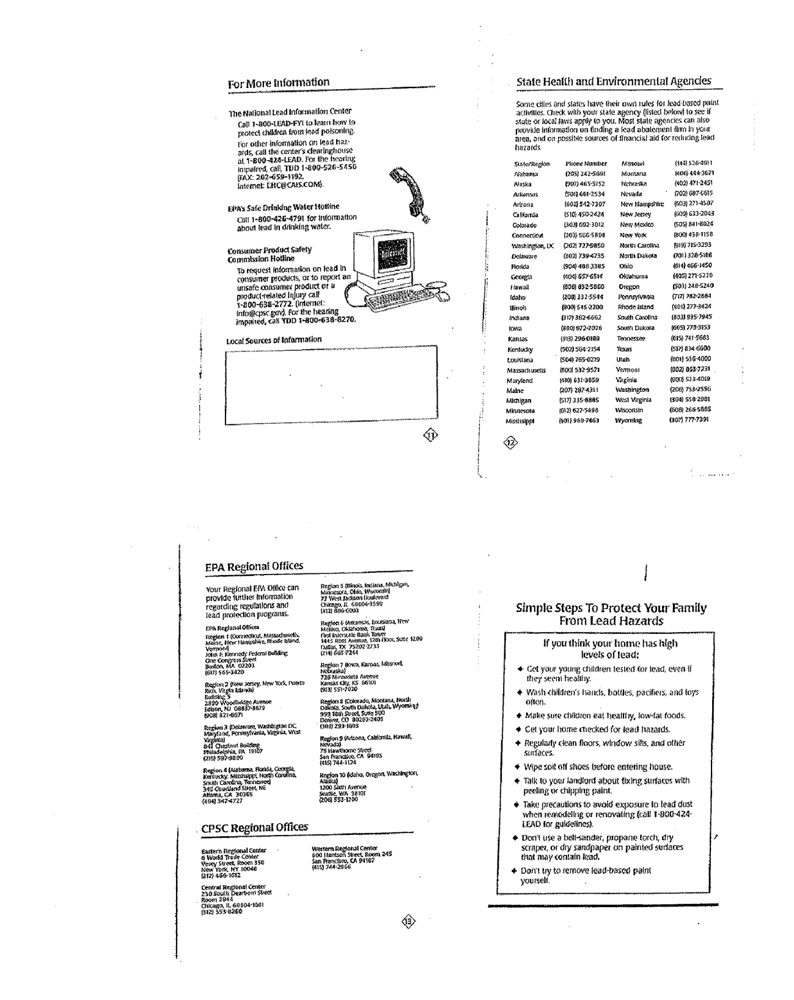 For More Information
The National Lead Information Center
Call 1-800-LEAD-FYI to learn how to
protect children from lead poisoning.
For other information on lead haz-
ards, call the center's clearinghouse
at 1-800-424-LEAD. For the hearing
impaired, call, TDD 1-800-526-5456
(FAX: 202-659-1192,
Internet: EHC@CAIS.COM).
EPA's Safe Drinking Water Hotline
Call 1-800-426-4791 for information
about lead in drinking water.
Consumer Product Safety
Commission Hotline
To request information on lead in
consumer products, or to report an
unsafe consumer product or a
product-related injury call
1-800-638-2772. (Internet:
info@cpsc.gov). For the hearing
impaired, call TDD 1-800-638-8270.
Internet
Local Sources of Information
11
State Health and Environmental Agencies
Some cities and states have their own rules for lead-based paint
activities. Check with your state agency (listed below) to see if
state or local laws apply to you. Most state agencies can also
provide information on finding a lead abatement firm in your
area, and on possible sources of financial aid for reducing lead
hazards.
State/Region Phone Number
Alabama (205) 242-5661
Alaska (907) 465-5152
Arkansas (501) 661-2534
Arizona (602) 542-7307
California (510) 450-2424
Colorado (303) 692-3012
Connecticut (203) 566-5808
Washington, DC (202) 727-9850
Delaware (302) 739-4735
Florida (904) 488-3385
Georgia (404) 657-6514
Hawaii (808) 832-5860
Idaho (208) 332-5544
Illinois (800) 545-2200
Indiana (317) 382-6662
Iowa (800) 972-2026
Kansas (913) 296-0189
Kentucky (502) 564-2154
Louisiana (504) 765-0219
Massachusetts (800) 532-9571
Maryland (410) 631-3859
Maine (207) 287-4311
Michigan (517) 335-8885
Minnesota (612) 627-5498
Mississippi (601) 960-7463
Missouri (314) 526-4911
Montana (406) 444-3671
Nebraska (402) 471-2451
Nevada (702) 687-6615
New Hampshire (603) 271-4507
New Jersey (609) 633-2043
New Mexico (505) 841-8024
New York (800) 458-1158
North Carolina (919) 715-3293
North Dakota (701) 328-5188
Ohio (614) 466-1450
Oklahoma (405) 271-5220
Oregon (503) 248-5240
Pennsylvania (717) 782-2884
Rhode Island (401) 277-3424
South Carolina (803) 935-7945
South Dakota (605) 773-3153
Tennessee (615) 741-5683
Texas (512) 834-6600
Utah (801) 536-4000
Vermont (802) 863-7231
Virginia (800) 523-4019
Washington (206) 753-2556
West Virginia (304) 558-2981
Wisconsin (608) 266-5885
Wyoming (307) 777-7391
12
EPA Regional Offices
Your Regional EPA Office can
provide further information
regarding regulations and
lead protection programs.
EPA Regional Offices
Region 1 (Connecticut, Massachusetts,
Maine, New Hampshire, Rhode Island,
Vermont)
John F. Kennedy Federal Building
One Congress Street
Boston, MA 02203
(617) 565-3420
Region 2 (New Jersey, New York, Puerto
Rico, Virgin Islands)
Building 5
2890 Woodbridge Avenue
Edison, NJ 08837-3679
(908) 321-6671
Region 3 (Delaware, Washington DC,
Maryland, Pennsylvania, Virginia, West
Virginia)
841 Chestnut Building
Philadelphia, PA 19107
(215) 597-9800
Region 4 (Alabama, Florida, Georgia,
Kentucky, Mississippi, North Carolina,
South Carolina, Tennessee)
345 Courtland Street, NE
Atlanta, GA 30365
(404) 347-4727
Region 5 (Illinois, Indiana, Michigan,
Minnesota, Ohio, Wisconsin)
77 West Jackson Boulevard
Chicago, IL 60604-3590
(312) 886-6003
Region 6 (Arkansas, Louisiana, New
Mexico, Oklahoma, Texas)
First Interstate Bank Tower
1445 Ross Avenue, 12th Floor, Suite 1200
Dallas, TX 75202-2733
(214) 665-7244
Region 7 (Iowa, Kansas, Missouri,
Nebraska)
726 Minnesota Avenue
Kansas City, KS 66101
(913) 551-7020
Region 8 (Colorado, Montana, North
Dakota, South Dakota, Utah, Wyoming)
999 18th Street, Suite 500
Denver, CO 80202-2405
(303) 293-1603
Region 9 (Arizona, California, Hawaii,
Nevada)
75 Hawthorne Street
San Francisco, CA 94105
(415) 744-1124
Region 10 (Idaho, Oregon, Washington,
Alaska)
1200 Sixth Avenue
Seattle, WA 98101
(206) 553-1200
CPSC Regional Offices
Eastern Regional Center
6 World Trade Center
Vesey Street, Room 350
New York, NY 10048
(212) 466-1612
Central Regional Center
230 South Dearborn Street
Room 2944
Chicago, IL 60604-1601
(312) 353-8260
Western Regional Center
600 Harrison Street, Room 245
San Francisco, CA 94107
(415) 744-2966
13
Simple Steps To Protect Your Family
From Lead Hazards
If you think your home has high
levels of lead:
◆ Get your young children tested for lead, even if
they seem healthy.
◆ Wash children's hands, bottles, pacifiers, and toys
often.
◆ Make sure children eat healthy, low-fat foods.
◆ Get your home checked for lead hazards.
◆ Regularly clean floors, window sills, and other
surfaces.
◆ Wipe soil off shoes before entering house.
◆ Talk to your landlord about fixing surfaces with
peeling or chipping paint.
◆ Take precautions to avoid exposure to lead dust
when remodeling or renovating (call 1-800-424-
LEAD for guidelines).
◆ Don't use a belt-sander, propane torch, dry
scraper, or dry sandpaper on painted surfaces
that may contain lead.
◆ Don't try to remove lead-based paint
yourself.